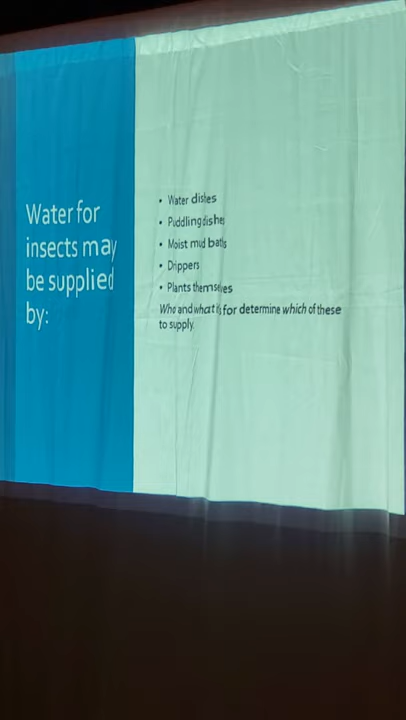 Water for
insects may
be supplied
by:
• Water dishes
• Puddling dishes
• Moist mud baths
• Drippers
• Plants themselves
Who and what it's for determine which of these
to supply.